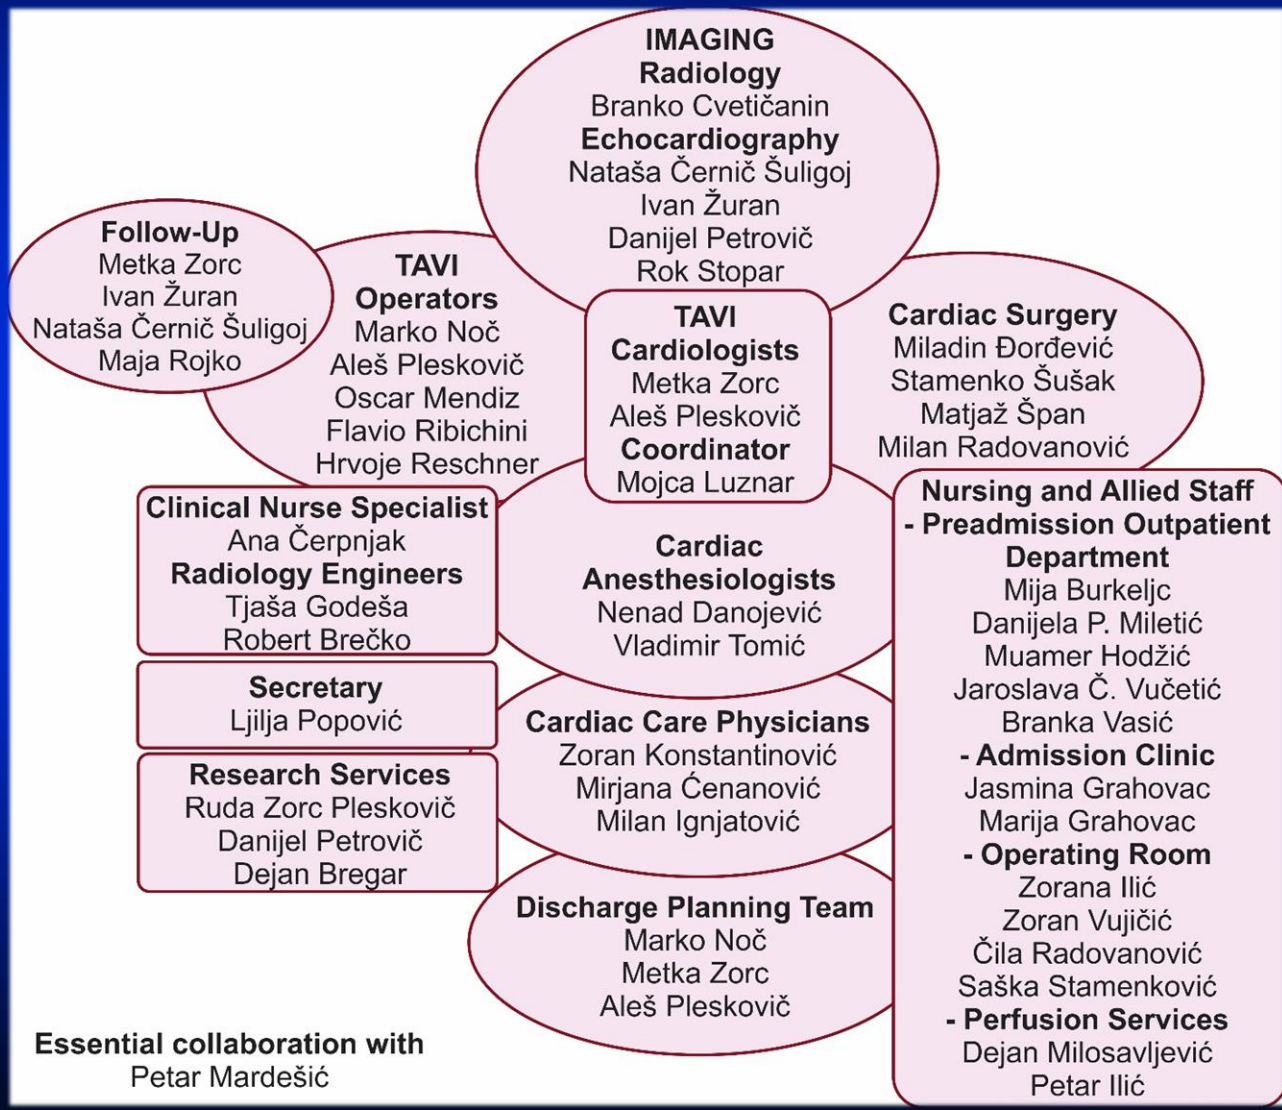 IMAGING
Radiology
Branko Cvetičanin
Echocardiography
Nataša Černič Šuligoj
Ivan Žuran
Danijel Petrovič
Rok Stopar
Follow-Up
Metka Zorc
Ivan Žuran
Nataša Černič Šuligoj
Maja Rojko
TAVI
Operators
Marko Noč
Aleš Pleskovič
Oscar Mendiz
Flavio Ribichini
Hrvoje Reschner
TAVI
Cardiologists
Metka Zorc
Aleš Pleskovič
Coordinator
Mojca Luznar
Cardiac Surgery
Miladin Đorđević
Stamenko Šušak
Matjaž Špan
Milan Radovanović
Clinical Nurse Specialist
Ana Čerpnjak
Radiology Engineers
Tjaša Godeša
Robert Brečko
Secretary
Ljilja Popović
Research Services
Ruda Zorc Pleskovič
Danijel Petrovič
Dejan Bregar
Cardiac
Anesthesiologists
Nenad Danojević
Vladimir Tomić
Cardiac Care Physicians
Zoran Konstantinović
Mirjana Ćenanović
Milan Ignjatović
Discharge Planning Team
Marko Noč
Metka Zorc
Aleš Pleskovič
Nursing and Allied Staff
- Preadmission Outpatient
Department
Mija Burkeljc
Danijela P. Miletić
Muamer Hodžić
Jaroslava Č. Vučetić
Branka Vasić
- Admission Clinic
Jasmina Grahovac
Marija Grahovac
- Operating Room
Zorana Ilić
Zoran Vujičić
Čila Radovanović
Saška Stamenković
- Perfusion Services
Dejan Milosavljević
Petar Ilić
Essential collaboration with
Petar Mardešić